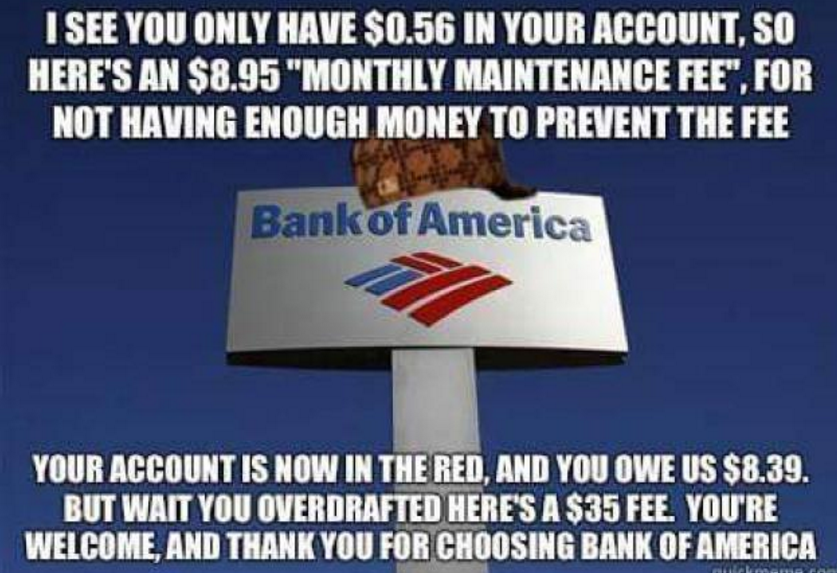 I SEE YOU ONLY HAVE $0.56 IN YOUR ACCOUNT, SO
HERE'S AN $8.95 "MONTHLY MAINTENANCE FEE", FOR
NOT HAVING ENOUGH MONEY TO PREVENT THE FEE
Bank of America
YOUR ACCOUNT IS NOW IN THE RED, AND YOU OWE US $8.39.
BUT WAIT YOU OVERDRAFTED HERE'S A $35 FEE. YOU'RE
WELCOME, AND THANK YOU FOR CHOOSING BANK OF AMERICA